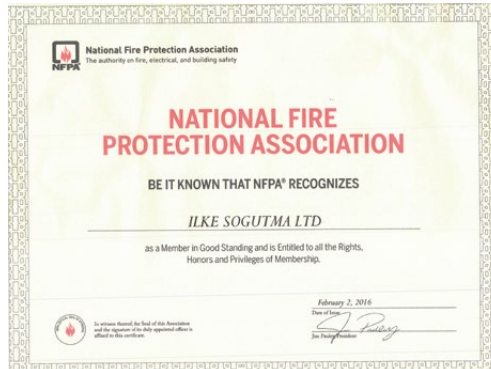 NFPA
National Fire Protection Association
The authority on fire, electrical, and building safety
NATIONAL FIRE
PROTECTION ASSOCIATION
BE IT KNOWN THAT NFPA® RECOGNIZES
ILKE SOGUTMA LTD
as a Member in Good Standing and is Entitled to all the Rights,
Honors and Privileges of Membership.
In witness thereof, the Seal of this Association
and the signature of its duly appointed officer is
affixed to this certificate.
February 2, 2016
Date of Issue
Jim Pauley/President